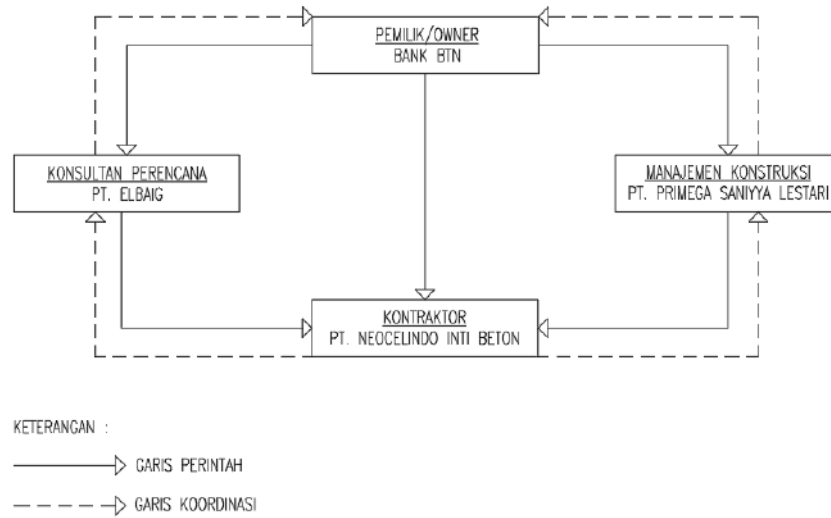 PEMILIK/OWNER
BANK BTN
KONSULTAN PERENCANA
PT. ELBAIG
MANAJEMEN KONSTRUKSI
PT. PRIMEGA SANIYYA LESTARI
KONTRAKTOR
PT. NEOCELINDO INTI BETON
KETERANGAN :
GARIS PERINTAH
GARIS KOORDINASI